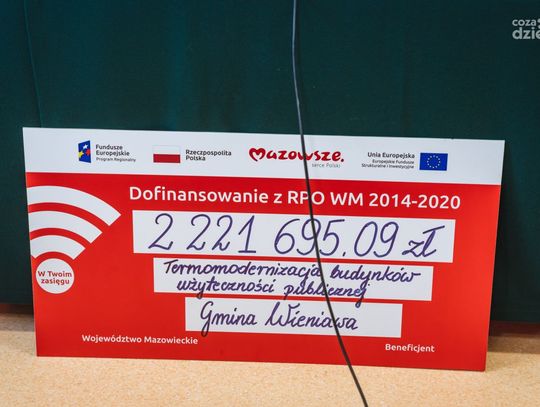 coza
dzień
Fundusze
Europejskie
Program Regionalny
Rzeczpospolita
Polska
Mazowsze.
serce Polski
Unia Europejska
Europejskie Fundusze
Strukturalne i Inwestycyjne
Dofinansowanie z RPO WM 2014-2020
2 221 695.09 zł
Termomodernizacja budynków
użyteczności publicznej
Gmina Wieniawa
W Twoim
zasięgu
Województwo Mazowieckie
Beneficjent